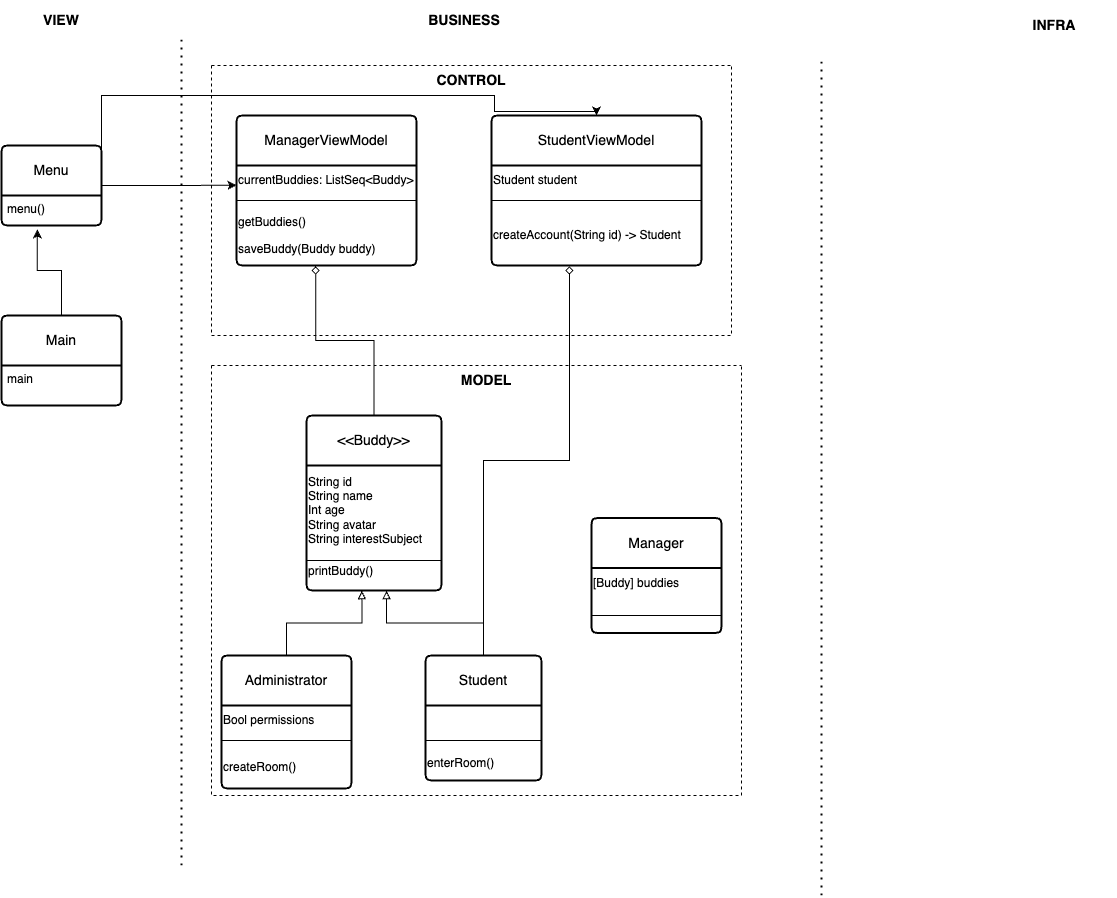 VIEW
BUSINESS
INFRA
CONTROL
ManagerViewModel
currentBuddies: ListSeq<Buddy>
getBuddies()
saveBuddy(Buddy buddy)
StudentViewModel
Student student
createAccount(String id) -> Student
Menu
menu()
Main
main
MODEL
<<Buddy>>
String id
String name
Int age
String avatar
String interestSubject
printBuddy()
Manager
[Buddy] buddies
Administrator
Bool permissions
createRoom()
Student
enterRoom()